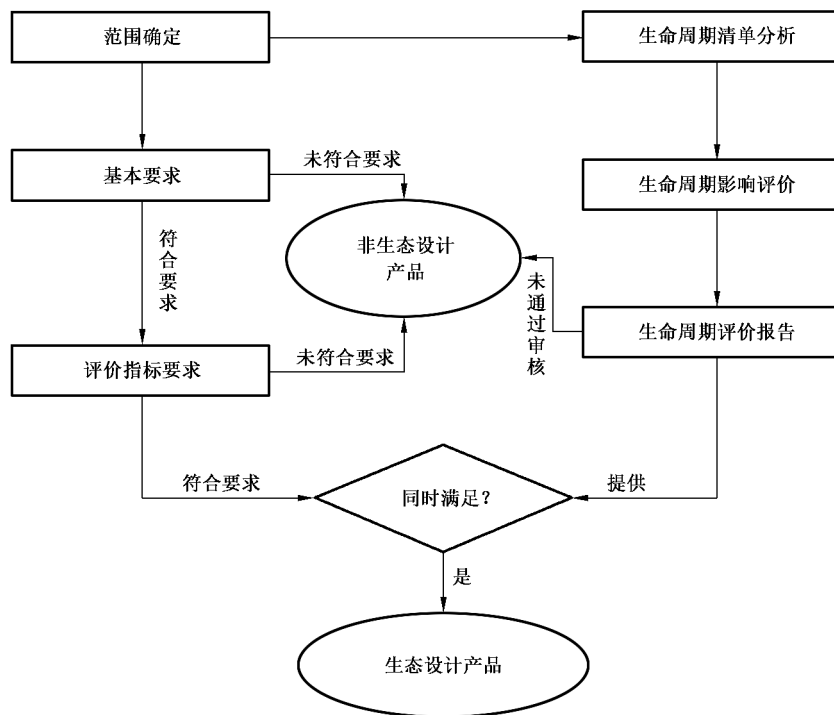 范围确定
生命周期清单分析
基本要求
未符合要求
生命周期影响评价
符合要求
非生态设计
产品
未通过审核
生命周期评价报告
评价指标要求
未符合要求
符合要求
同时满足？
提供
是
生态设计产品